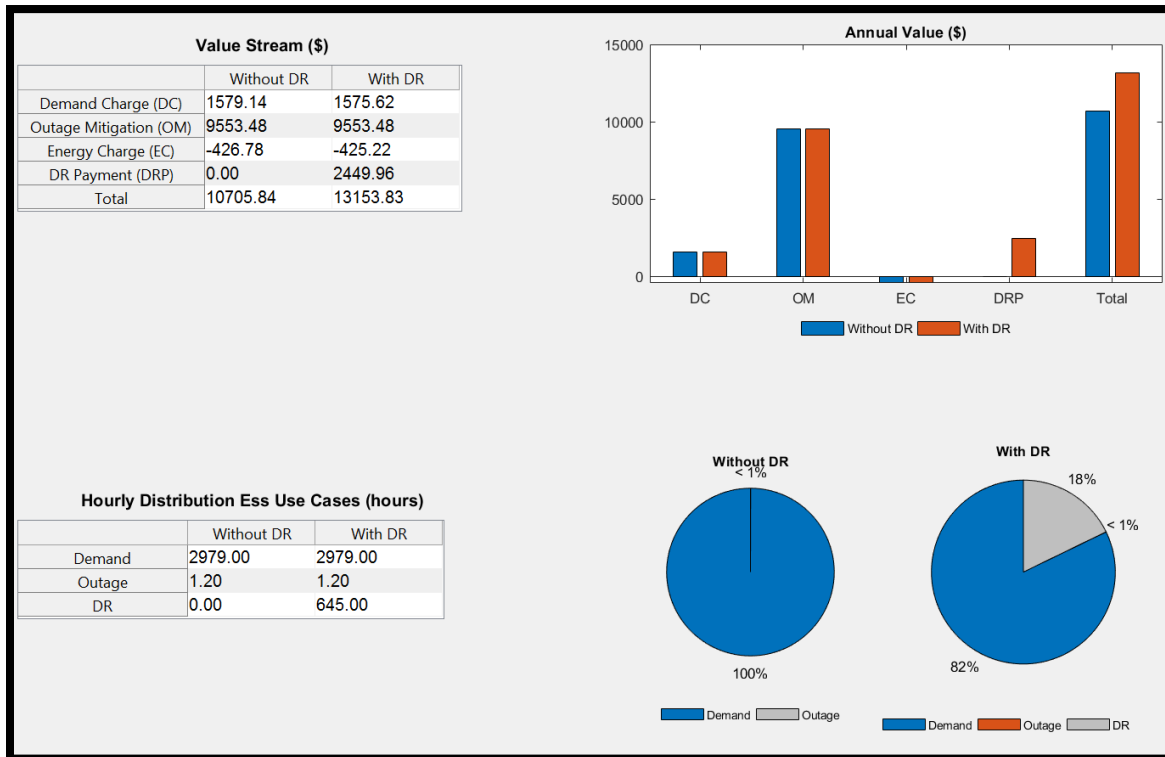 Value Stream ($)
Without DR With DR
Demand Charge (DC) 1579.14 1575.62
Outage Mitigation (OM) 9553.48 9553.48
Energy Charge (EC) -426.78 -425.22
DR Payment (DRP) 0.00 2449.96
Total 10705.84 13153.83
Annual Value ($)
15000
10000
5000
0
DC OM EC DRP Total
Without DR With DR
Hourly Distribution Ess Use Cases (hours)
Without DR With DR
Demand 2979.00 2979.00
Outage 1.20 1.20
DR 0.00 645.00
Without DR
< 1%
100%
Demand Outage
With DR
18%
< 1%
82%
Demand Outage DR